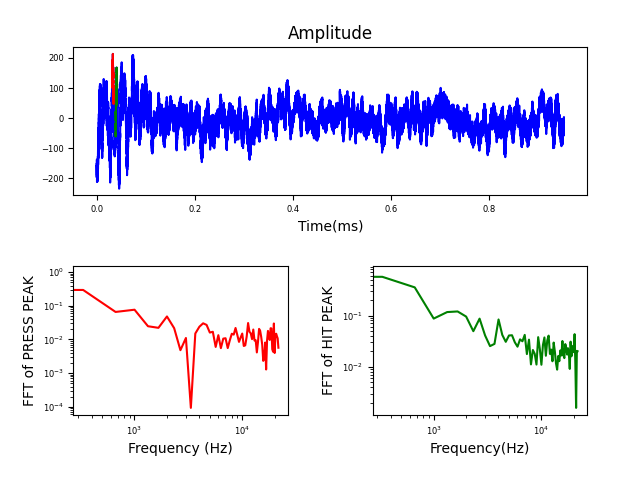 Amplitude
200
100
0
−100
−200
0.0 0.2 0.4 0.6 0.8
Time(ms)
FFT of PRESS PEAK
10⁰
10⁻¹
10⁻²
10⁻³
10⁻⁴
10³ 10⁴
Frequency (Hz)
FFT of HIT PEAK
10⁻¹
10⁻²
10³ 10⁴
Frequency(Hz)